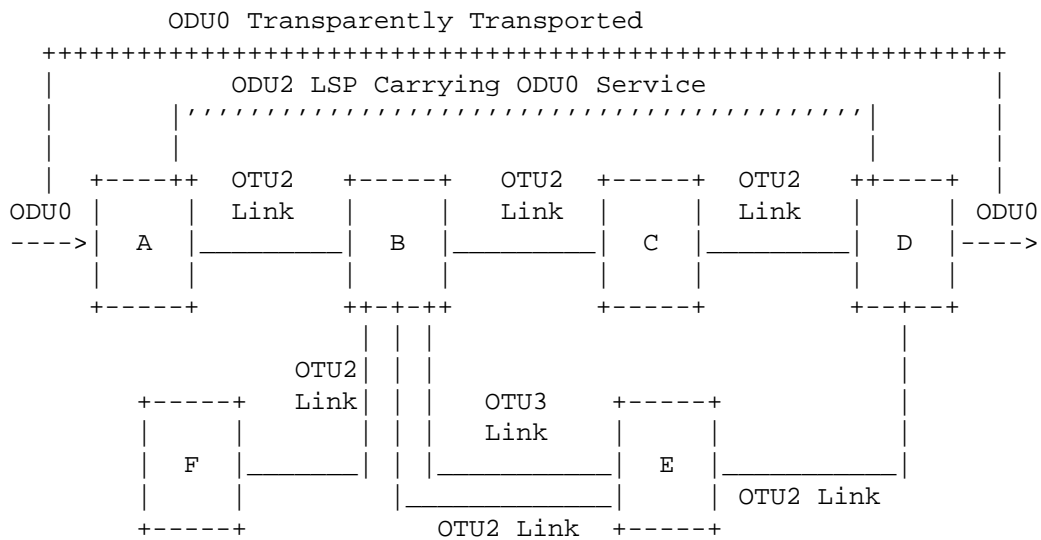 ODU0 Transparently Transported
ODU2 LSP Carrying ODU0 Service
OTU2 OTU2 OTU2
ODU0 Link Link Link ODU0
A B C D
OTU2
Link OTU3
Link
F E
OTU2 Link
OTU2 Link